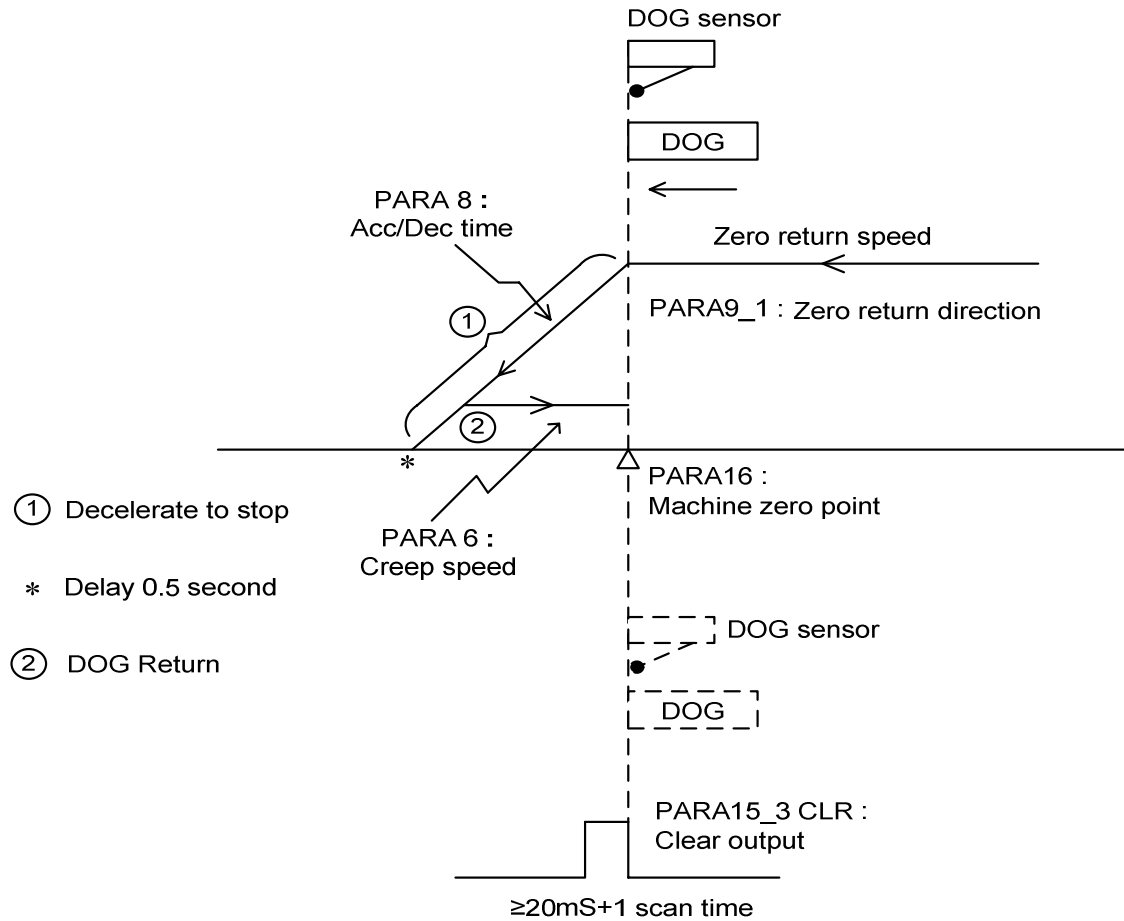 DOG sensor
DOG
PARA 8 :
Acc/Dec time
Zero return speed
PARA9_1 : Zero return direction
①
②
*
PARA16 :
Machine zero point
① Decelerate to stop
PARA 6 :
Creep speed
* Delay 0.5 second
DOG sensor
② DOG Return
DOG
PARA15_3 CLR :
Clear output
≥20mS+1 scan time